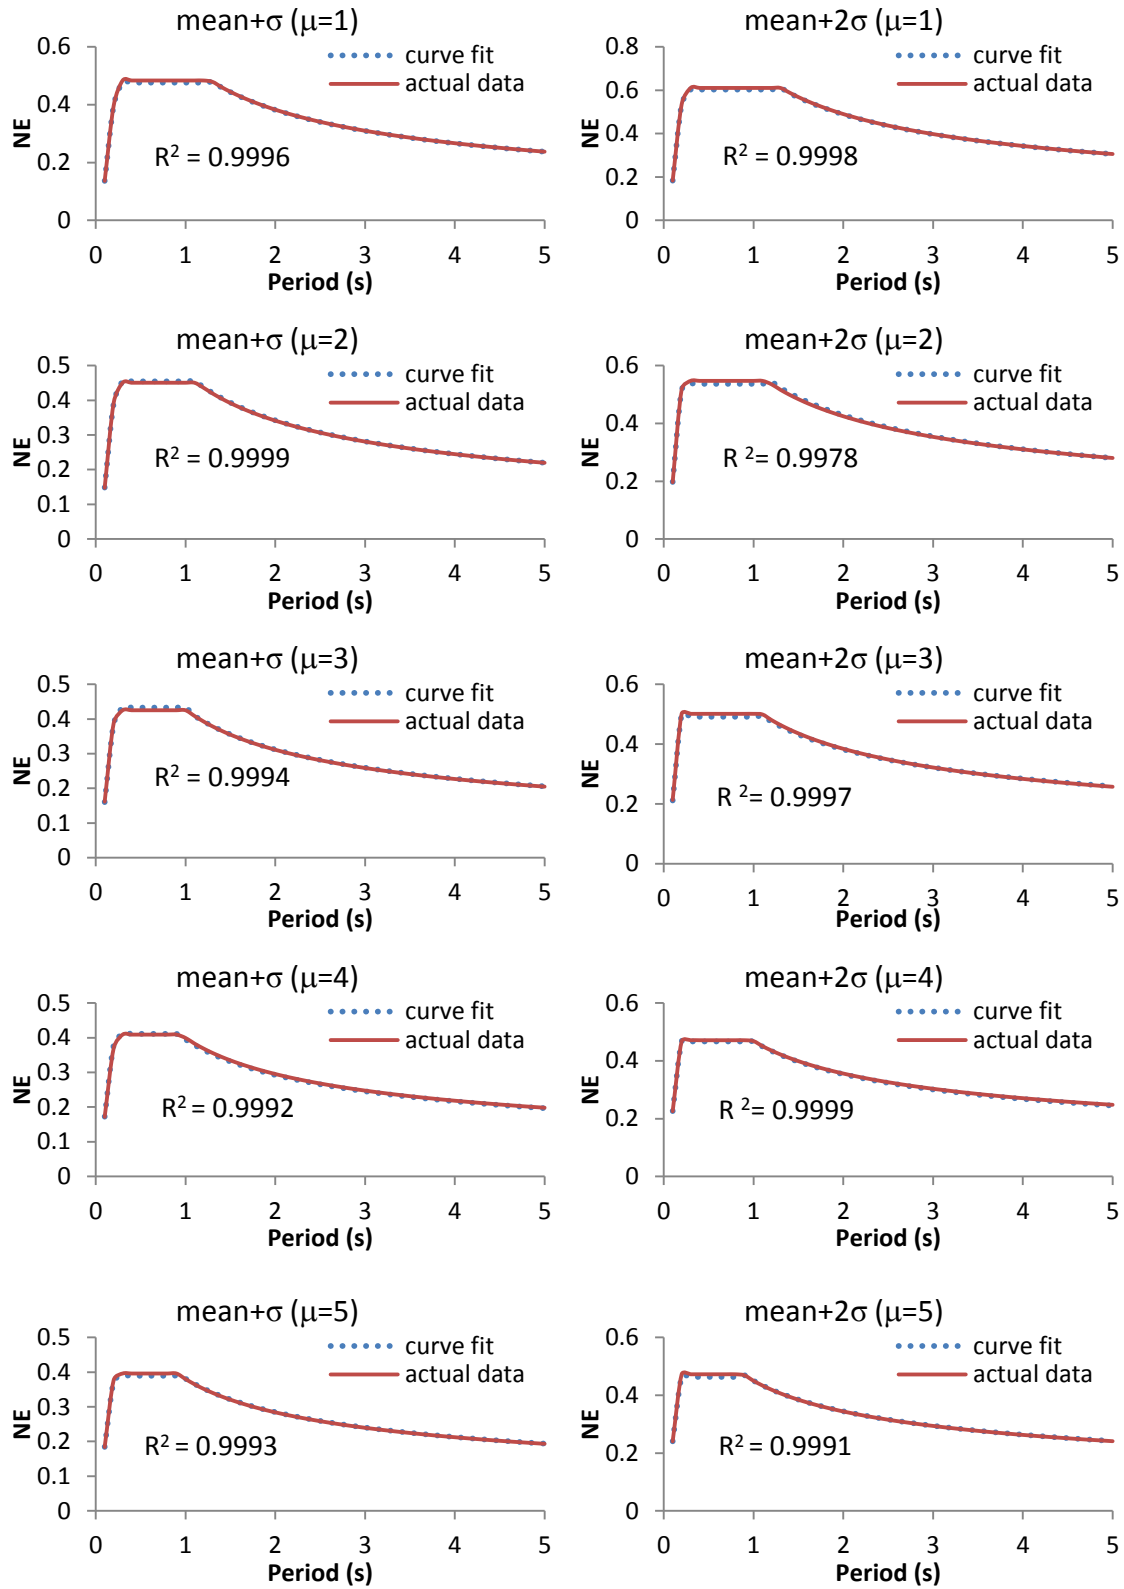 mean+σ (μ=1)
curve fit
actual data
0.6
0.4
0.2
0
NE
R² = 0.9996
0 1 2 3 4 5
Period (s)
mean+2σ (μ=1)
curve fit
actual data
0.8
0.6
0.4
0.2
0
NE
R² = 0.9998
0 1 2 3 4 5
Period (s)
mean+σ (μ=2)
curve fit
actual data
0.5
0.4
0.3
0.2
0.1
0
NE
R² = 0.9999
0 1 2 3 4 5
Period (s)
mean+2σ (μ=2)
curve fit
actual data
0.6
0.4
0.2
0
NE
R ²= 0.9978
0 1 2 3 4 5
Period (s)
mean+σ (μ=3)
curve fit
actual data
0.5
0.4
0.3
0.2
0.1
0
NE
R² = 0.9994
0 1 2 3 4 5
Period (s)
mean+2σ (μ=3)
curve fit
actual data
0.6
0.4
0.2
0
NE
R ²= 0.9997
0 1 2 3 4 5
Period (s)
mean+σ (μ=4)
curve fit
actual data
0.5
0.4
0.3
0.2
0.1
0
NE
R² = 0.9992
0 1 2 3 4 5
Period (s)
mean+2σ (μ=4)
curve fit
actual data
0.6
0.4
0.2
0
NE
R ²= 0.9999
0 1 2 3 4 5
Period (s)
mean+σ (μ=5)
curve fit
actual data
0.5
0.4
0.3
0.2
0.1
0
NE
R² = 0.9993
0 1 2 3 4 5
Period (s)
mean+2σ (μ=5)
curve fit
actual data
0.6
0.4
0.2
0
NE
R² = 0.9991
0 1 2 3 4 5
Period (s)